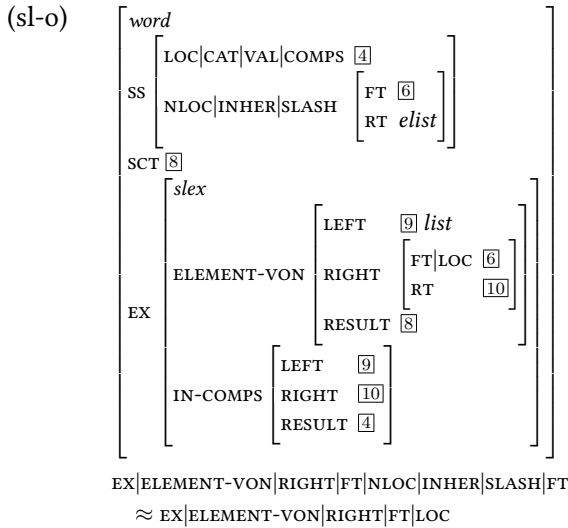 (sl-o)
word
SS LOC|CAT|VAL|COMPS 4
NLOC|INHER|SLASH FT 6
RT elist
SCT 8
EX slex
ELEMENT-VON LEFT 9 list
RIGHT FT|LOC 6
RT 10
RESULT 8
IN-COMPS LEFT 9
RIGHT 10
RESULT 4
EX|ELEMENT-VON|RIGHT|FT|NLOC|INHER|SLASH|FT
≈ EX|ELEMENT-VON|RIGHT|FT|LOC